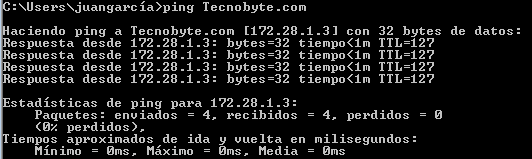 C:\Users\juangarcía>ping Tecnobyte.com
Haciendo ping a Tecnobyte.com [172.28.1.3] con 32 bytes de datos:
Respuesta desde 172.28.1.3: bytes=32 tiempo<1m TTL=127
Respuesta desde 172.28.1.3: bytes=32 tiempo<1m TTL=127
Respuesta desde 172.28.1.3: bytes=32 tiempo<1m TTL=127
Respuesta desde 172.28.1.3: bytes=32 tiempo<1m TTL=127
Estadísticas de ping para 172.28.1.3:
Paquetes: enviados = 4, recibidos = 4, perdidos = 0
(0% perdidos),
Tiempos aproximados de ida y vuelta en milisegundos:
Mínimo = 0ms, Máximo = 0ms, Media = 0ms